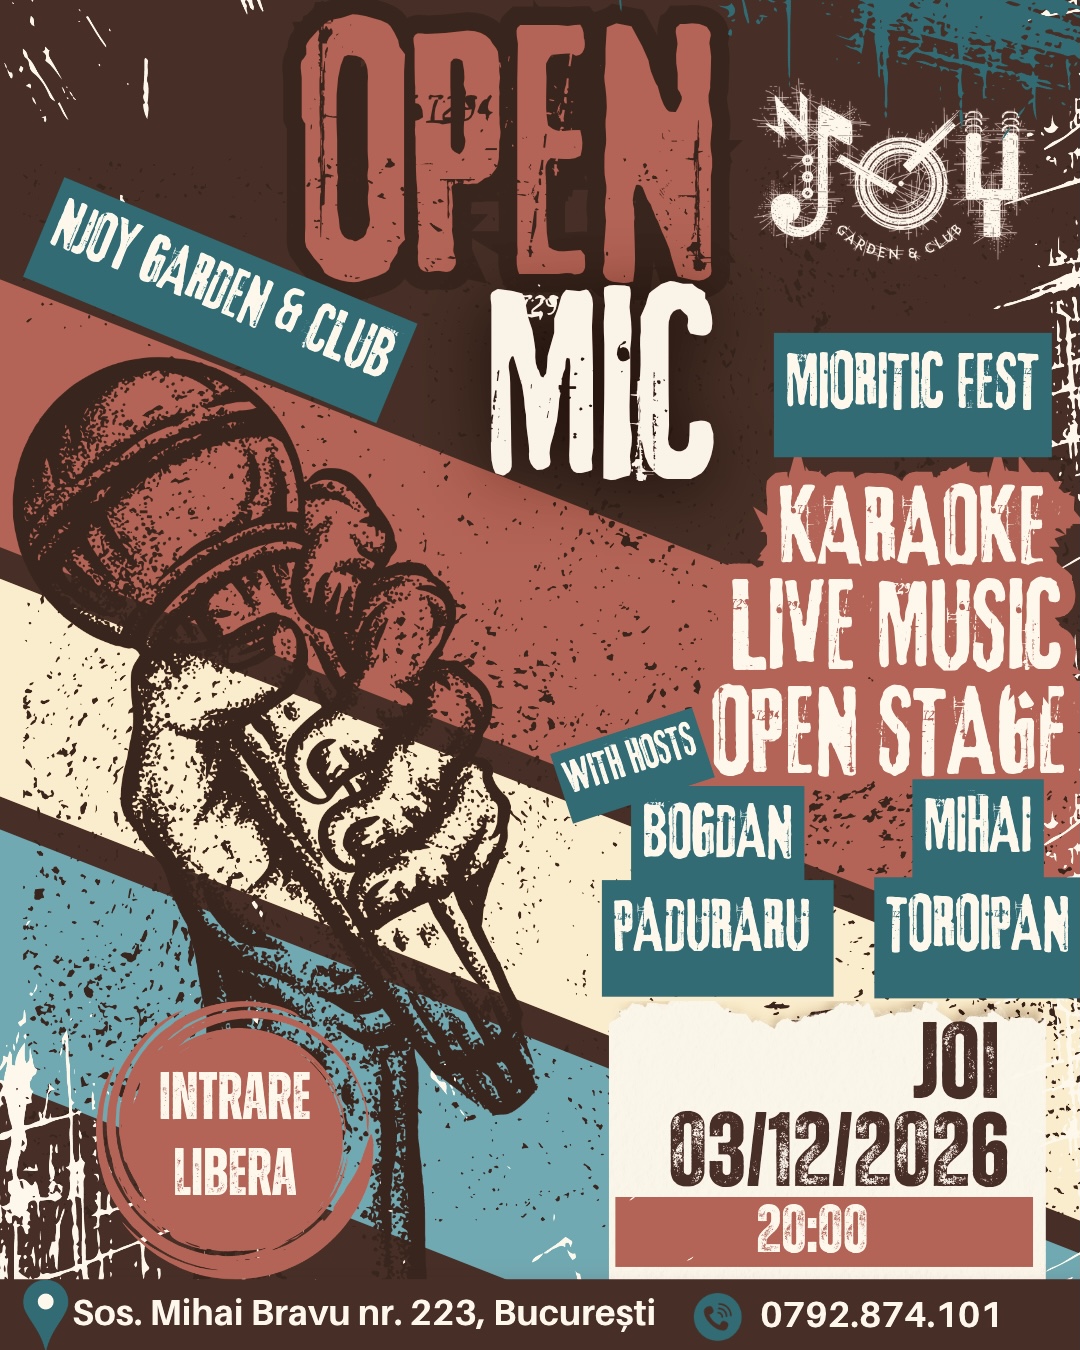 OPEN
MIC
NJOY
GARDEN & CLUB
NJOY GARDEN & CLUB
MIORITIC FEST
KARAOKE
LIVE MUSIC
OPEN STAGE
WITH HOSTS
BOGDAN
PADURARU
MIHAI
TOROIPAN
JOI
03/12/2026
20:00
INTRARE
LIBERA
Sos. Mihai Bravu nr. 223, București
0792.874.101